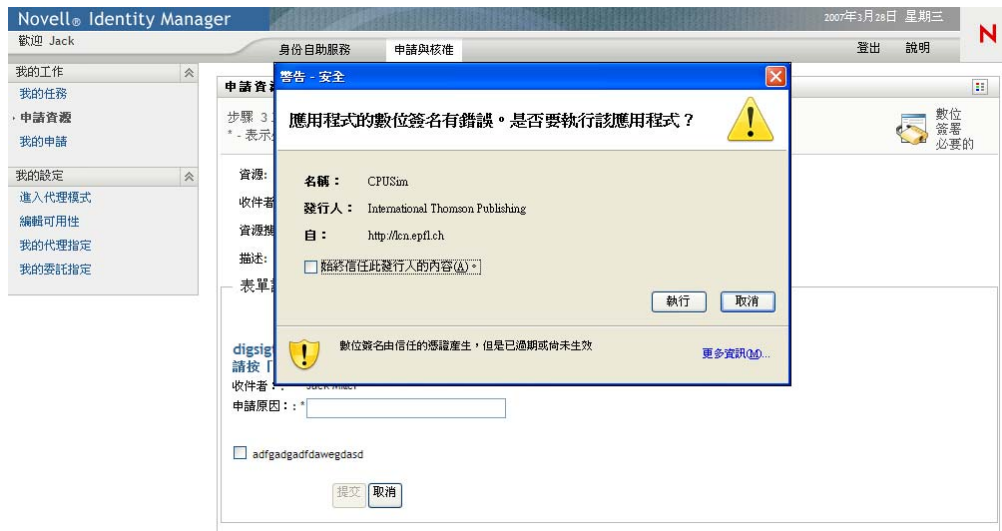 Novell® Identity Manager
2007年3月28日 星期三
歡迎 Jack
身份自助服務
申請與核准
登出
說明
N
我的工作
我的任務
申請資源
我的申請
我的設定
進入代理模式
編輯可用性
我的代理指定
我的委託指定
申請資
步驟 3
* - 表示
數位
簽署
必要的
資源:
收件者
資源類
描述:
表單
警告 - 安全
應用程式的數位簽名有錯誤。是否要執行該應用程式？
名稱： CPUSim
發行人： International Thomson Publishing
自： http://lcn.epfl.ch
始終信任此發行人的內容(A)。
執行
取消
數位簽名由信任的憑證產生，但是已過期或尚未生效
更多資訊(M)...
digsig
請按「
收件者：:
申請原因：: *
adfgadgadfdawegdasd
提交
取消